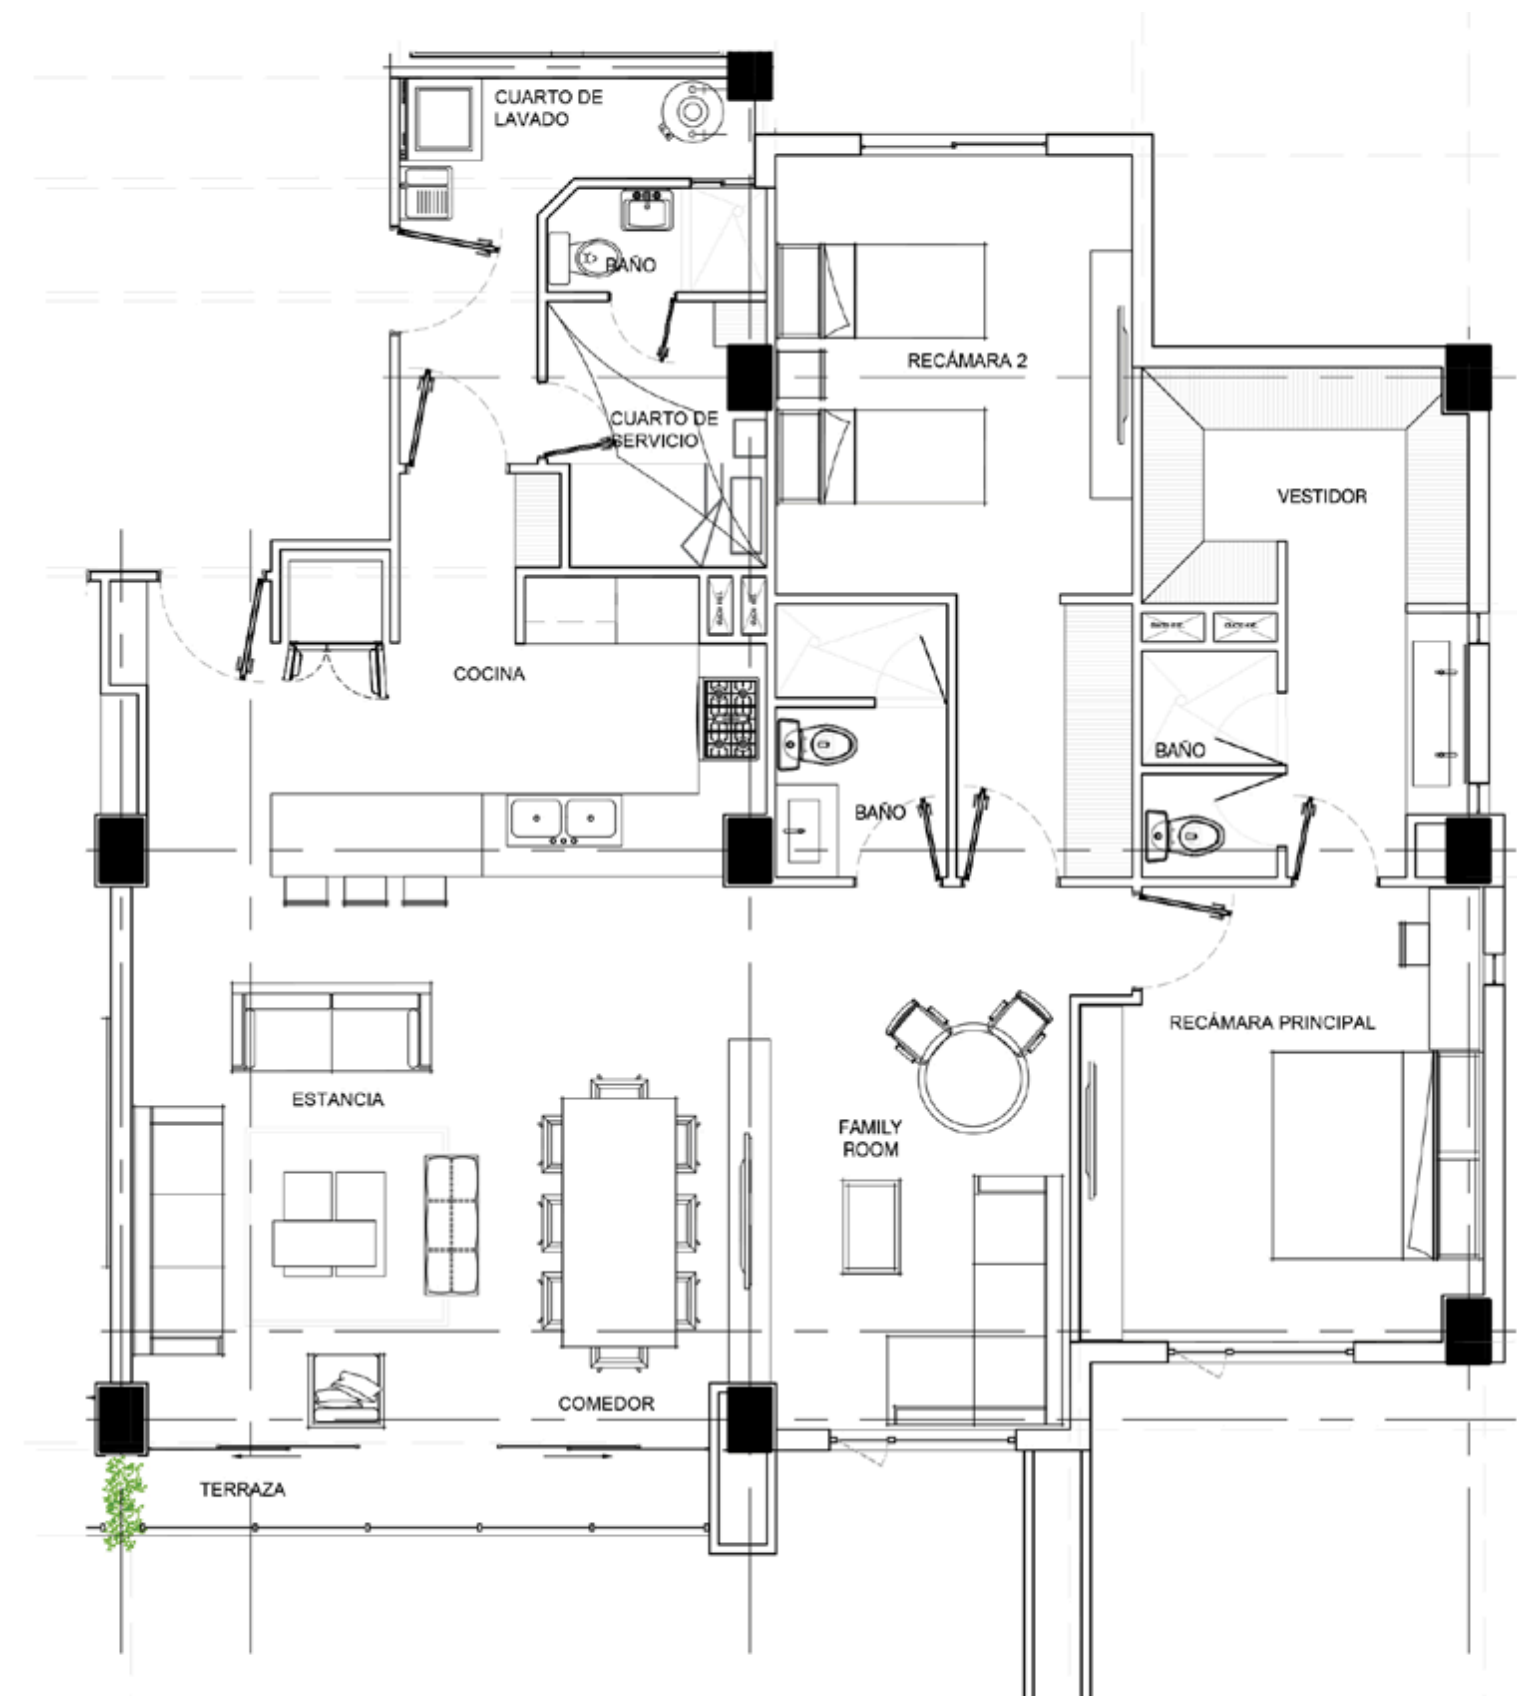 CUARTO DE
LAVADO
BAÑO
RECÁMARA 2
CUARTO DE
SERVICIO
VESTIDOR
COCINA
BAÑO
BAÑO
RECÁMARA PRINCIPAL
ESTANCIA
FAMILY
ROOM
COMEDOR
TERRAZA